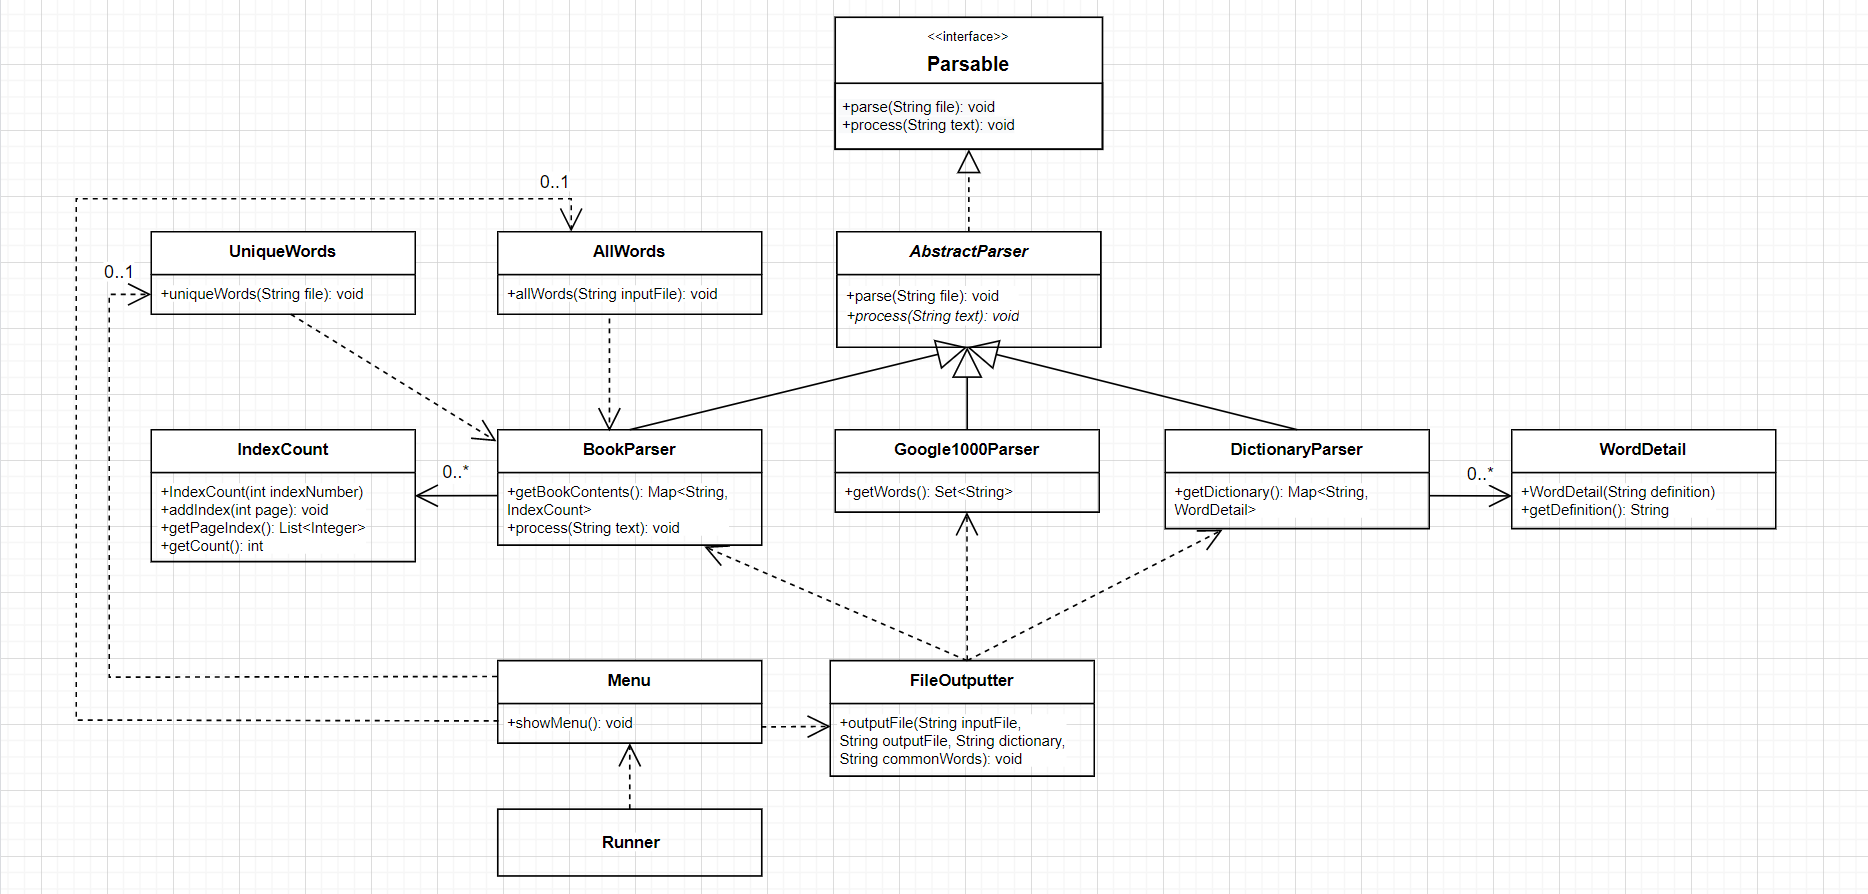 <<interface>>
Parsable
+parse(String file): void
+process(String text): void
0..1
UniqueWords
+uniqueWords(String file): void
0..1
AllWords
+allWords(String inputFile): void
AbstractParser
+parse(String file): void
+process(String text): void
IndexCount
+IndexCount(int indexNumber)
+addIndex(int page): void
+getPageIndex(): List<Integer>
+getCount(): int
0..*
BookParser
+getBookContents(): Map<String,
IndexCount>
+process(String text): void
Google1000Parser
+getWords(): Set<String>
DictionaryParser
+getDictionary(): Map<String,
WordDetail>
0..*
WordDetail
+WordDetail(String definition)
+getDefinition(): String
Menu
+showMenu(): void
FileOutputter
+outputFile(String inputFile,
String outputFile, String dictionary,
String commonWords): void
Runner